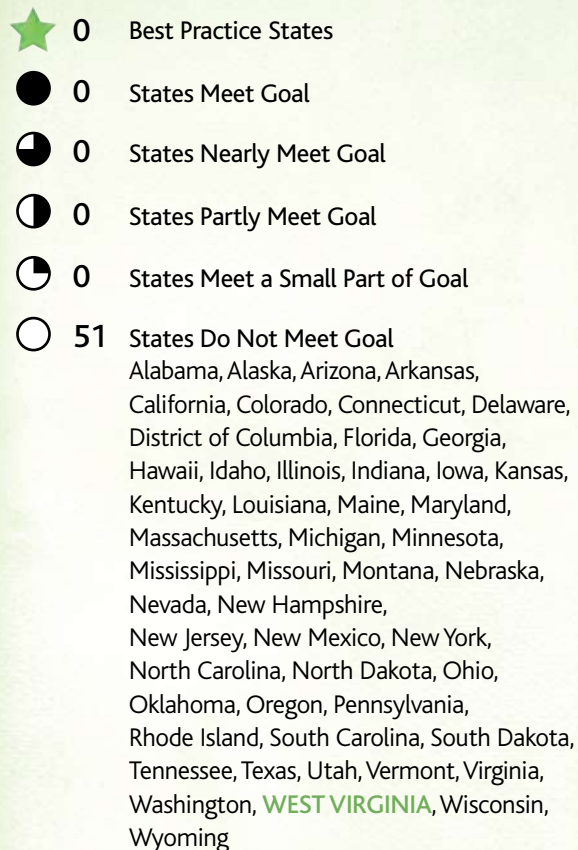 0 Best Practice States
0 States Meet Goal
0 States Nearly Meet Goal
0 States Partly Meet Goal
0 States Meet a Small Part of Goal
51 States Do Not Meet Goal
Alabama, Alaska, Arizona, Arkansas,
California, Colorado, Connecticut, Delaware,
District of Columbia, Florida, Georgia,
Hawaii, Idaho, Illinois, Indiana, Iowa, Kansas,
Kentucky, Louisiana, Maine, Maryland,
Massachusetts, Michigan, Minnesota,
Mississippi, Missouri, Montana, Nebraska,
Nevada, New Hampshire,
New Jersey, New Mexico, New York,
North Carolina, North Dakota, Ohio,
Oklahoma, Oregon, Pennsylvania,
Rhode Island, South Carolina, South Dakota,
Tennessee, Texas, Utah, Vermont, Virginia,
Washington, WEST VIRGINIA, Wisconsin,
Wyoming